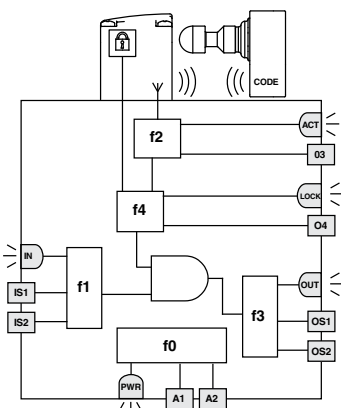 CODE
ACT
f2
03
LOCK
f4
O4
IN
f1
OUT
IS1
f3
IS2
OS1
f0
OS2
PWR
A1
A2